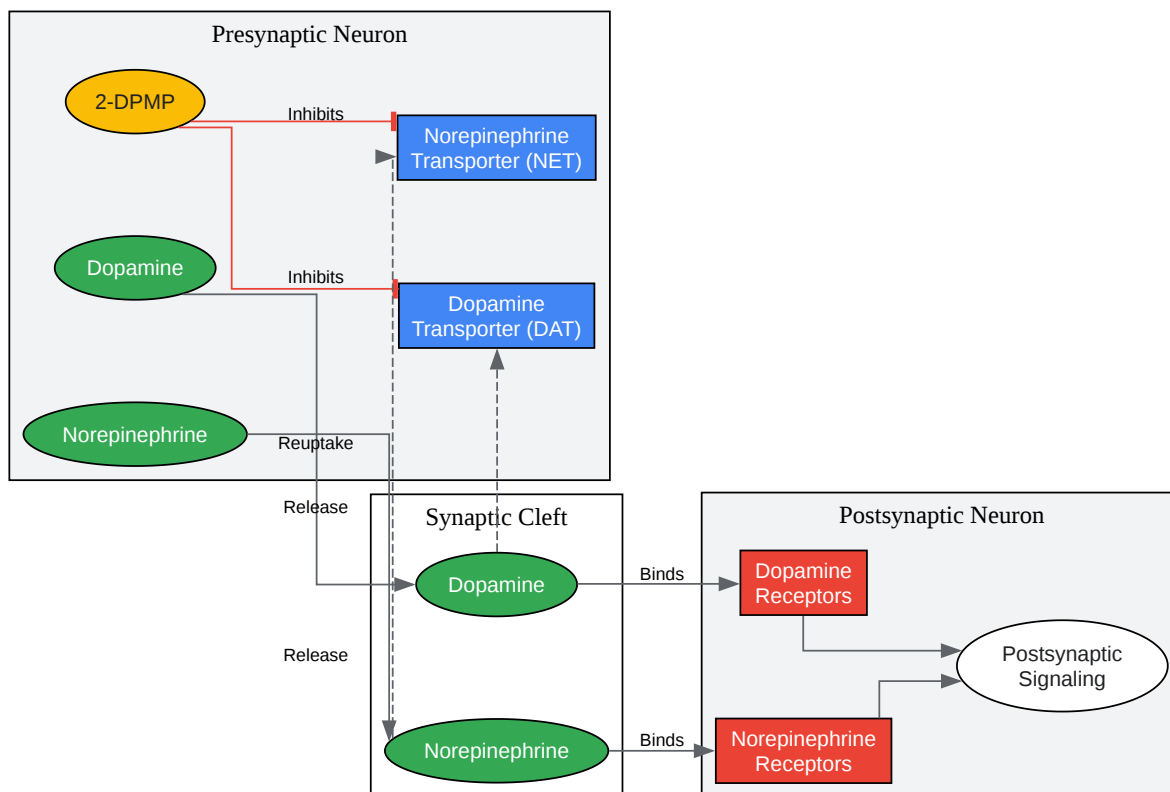 Presynaptic Neuron
2-DPMP
Inhibits
Norepinephrine
Transporter (NET)
Dopamine
Inhibits
Dopamine
Transporter (DAT)
Norepinephrine
Reuptake
Release
Synaptic Cleft
Postsynaptic Neuron
Dopamine
Binds
Dopamine
Receptors
Release
Postsynaptic
Signaling
Norepinephrine
Binds
Norepinephrine
Receptors